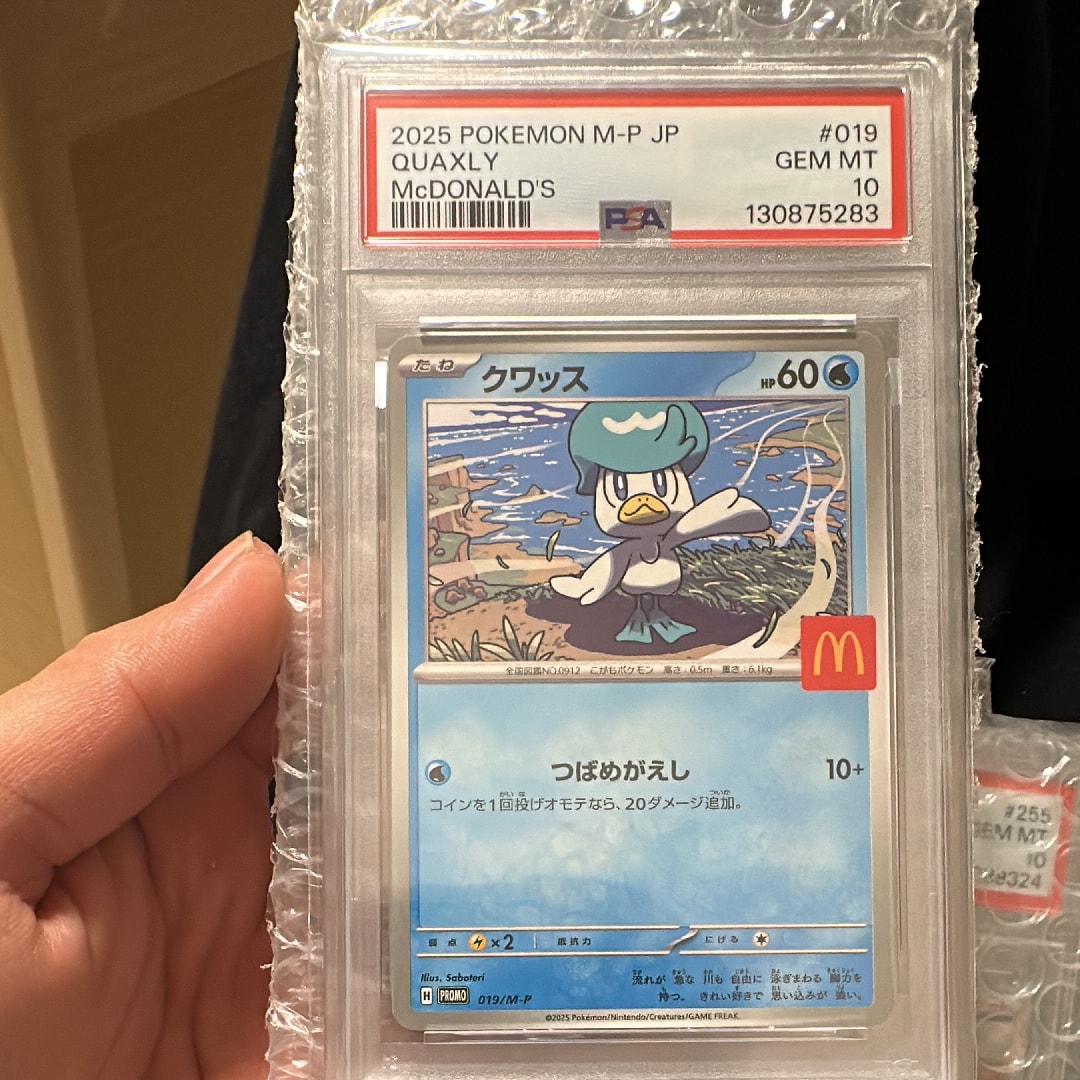 2025 POKEMON M-P JP #019
QUAXLY GEM MT
McDONALD'S 10
PSA 130875283
たね クワッス HP60
全国図鑑NO.0912 こがもポケモン 高さ:0.5m 重さ:6.1kg
つばめがえし 10+
コインを1回投げオモテなら、20ダメージ追加。
弱点 ×2 抵抗力 にげる
Illus. Saboteri
流れが 急な 川も 自由に 泳ぎまわる 脚力を
持つ。 きれい好きで 思い込みが 強い。
H PROMO 019/M-P
©2025 Pokémon/Nintendo/Creatures/GAME FREAK.
#255
GEM MT
10